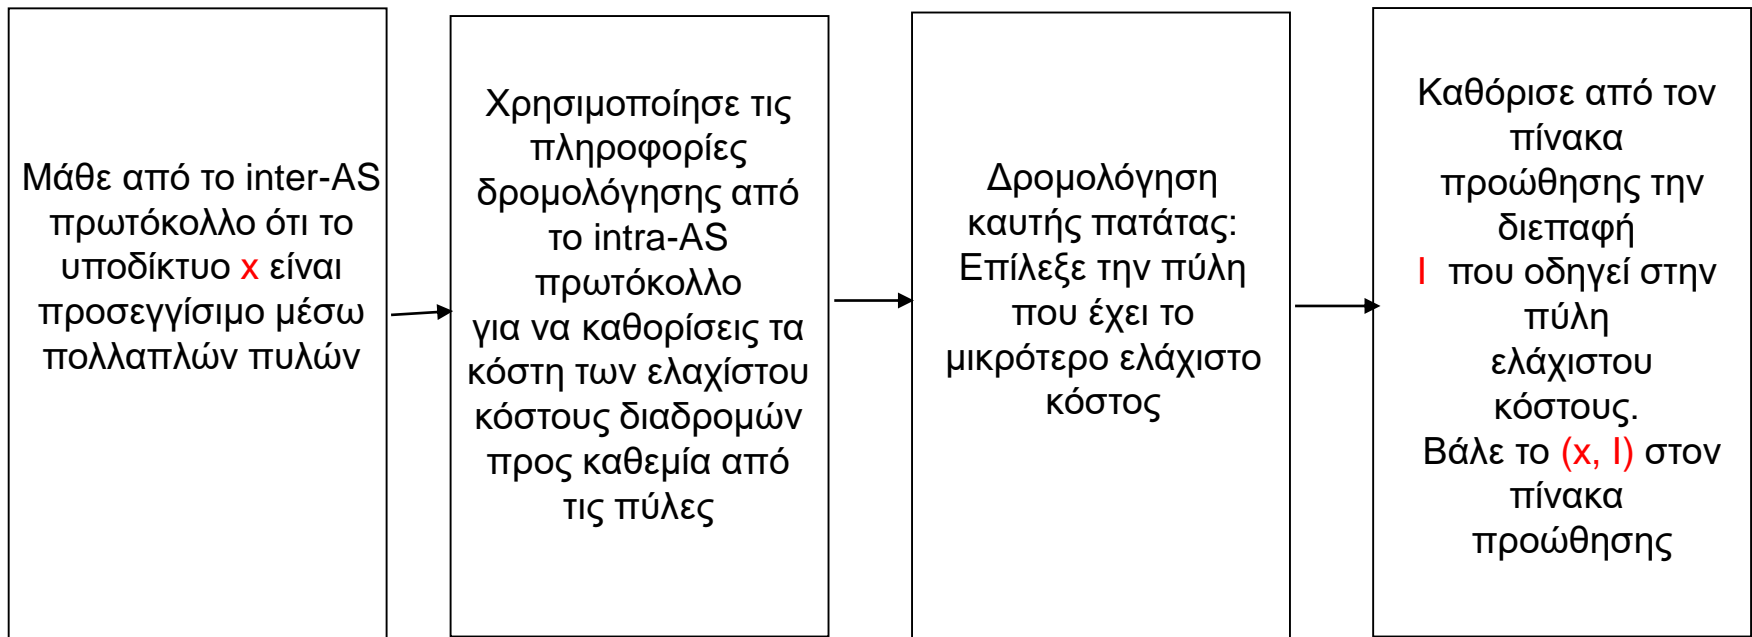 Μάθε από το inter-AS
πρωτόκολλο ότι το
υποδίκτυο x είναι
προσεγγίσιμο μέσω
πολλαπλών πυλών
Χρησιμοποίησε τις
πληροφορίες
δρομολόγησης από
το intra-AS
πρωτόκολλο
για να καθορίσεις τα
κόστη των ελαχίστου
κόστους διαδρομών
προς καθεμία από
τις πύλες
Δρομολόγηση
καυτής πατάτας:
Επίλεξε την πύλη
που έχει το
μικρότερο ελάχιστο
κόστος
Καθόρισε από τον
πίνακα
προώθησης την
διεπαφή
I που οδηγεί στην
πύλη
ελάχιστου
κόστους.
Βάλε το (x, I) στον
πίνακα
προώθησης